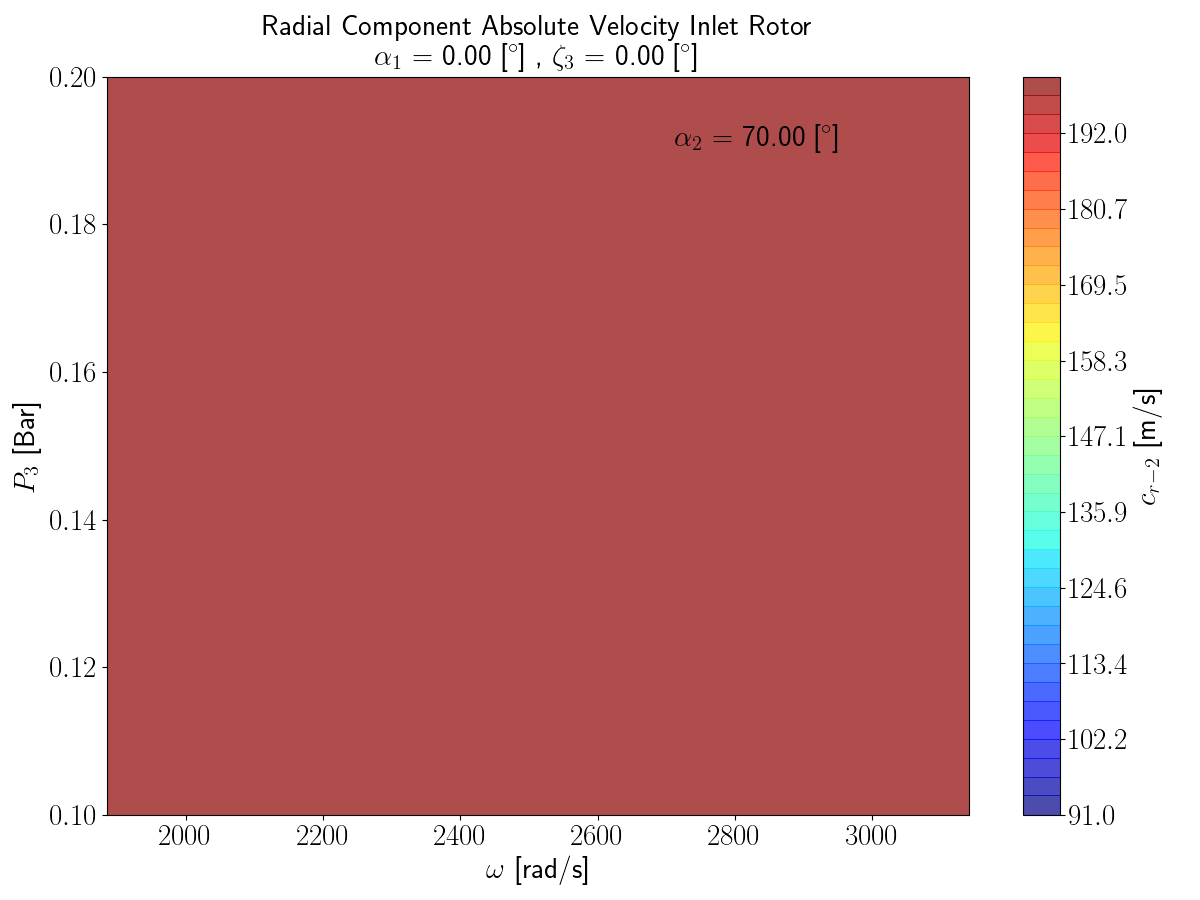 Radial Component Absolute Velocity Inlet Rotor
α₁ = 0.00 [°] , ζ₃ = 0.00 [°]
α₂ = 70.00 [°]
P₃ [Bar]
0.20
0.18
0.16
0.14
0.12
0.10
2000 2200 2400 2600 2800 3000
ω [rad/s]
192.0
180.7
169.5
158.3
147.1
135.9
124.6
113.4
102.2
91.0
c_{r−2} [m/s]